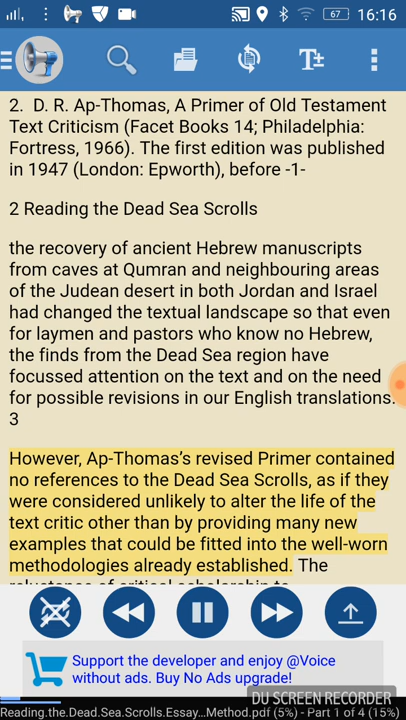 67 16:16
T±
2. D. R. Ap-Thomas, A Primer of Old Testament
Text Criticism (Facet Books 14; Philadelphia:
Fortress, 1966). The first edition was published
in 1947 (London: Epworth), before -1-
2 Reading the Dead Sea Scrolls
the recovery of ancient Hebrew manuscripts
from caves at Qumran and neighbouring areas
of the Judean desert in both Jordan and Israel
had changed the textual landscape so that even
for laymen and pastors who know no Hebrew,
the finds from the Dead Sea region have
focussed attention on the text and on the need
for possible revisions in our English translations.
3
However, Ap-Thomas’s revised Primer contained
no references to the Dead Sea Scrolls, as if they
were considered unlikely to alter the life of the
text critic other than by providing many new
examples that could be fitted into the well-worn
methodologies already established. The
reluctance of critical scholarship to
Support the developer and enjoy @Voice
without ads. Buy No Ads upgrade!
DU SCREEN RECORDER
Reading.the.Dead.Sea.Scrolls.Essay...Method.pdf (5%) - Part 1 of 4 (15%)